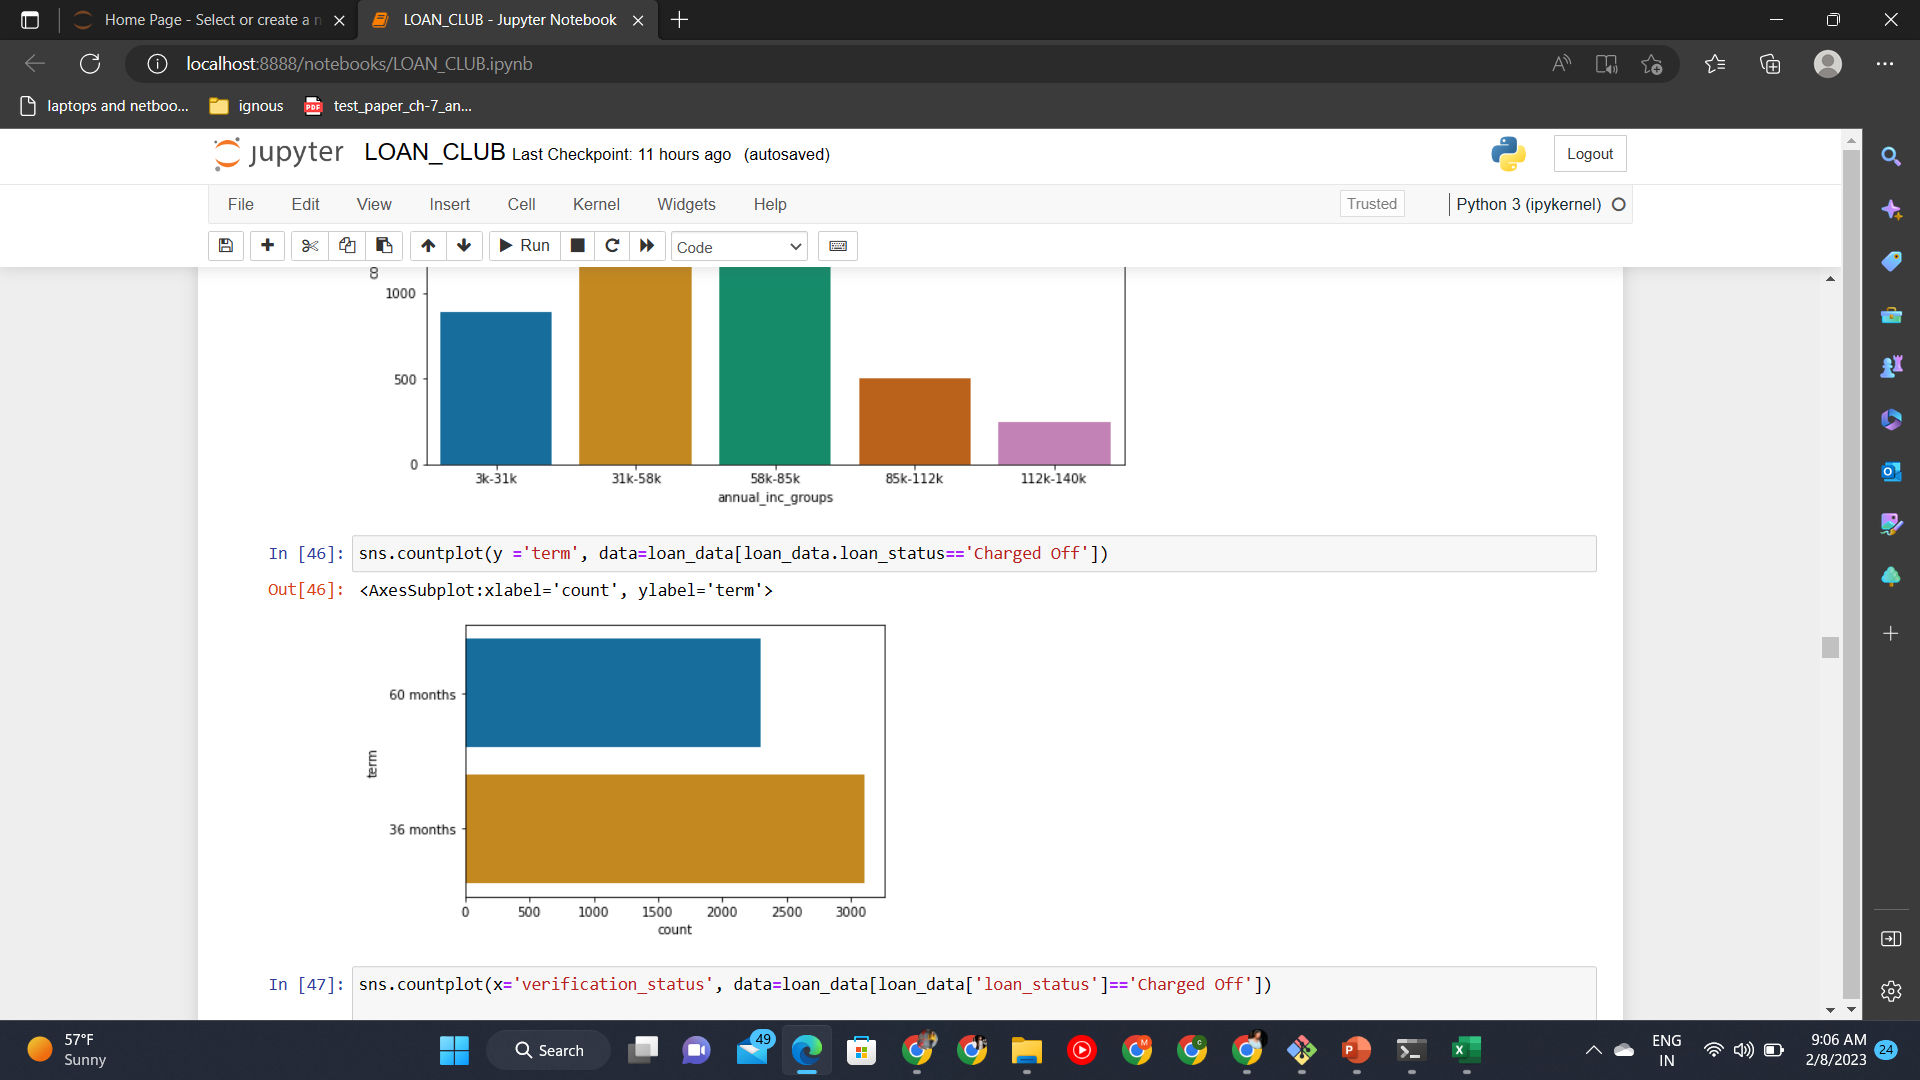 Home Page - Select or create a n
LOAN_CLUB - Jupyter Notebook
localhost:8888/notebooks/LOAN_CLUB.ipynb
laptops and netboo...
ignous
test_paper_ch-7_an...
jupyter
LOAN_CLUB Last Checkpoint: 11 hours ago (autosaved)
Logout
File Edit View Insert Cell Kernel Widgets Help
Trusted
Python 3 (ipykernel)
Run
Code
1000
500
0
3k-31k 31k-58k 58k-85k 85k-112k 112k-140k
annual_inc_groups
In [46]: sns.countplot(y ='term', data=loan_data[loan_data.loan_status=='Charged Off'])
Out[46]: <AxesSubplot:xlabel='count', ylabel='term'>
60 months
term
36 months
0 500 1000 1500 2000 2500 3000
count
In [47]: sns.countplot(x='verification_status', data=loan_data[loan_data['loan_status']=='Charged Off'])
57°F
Sunny
Search
49
ENG
IN
9:06 AM
2/8/2023
24